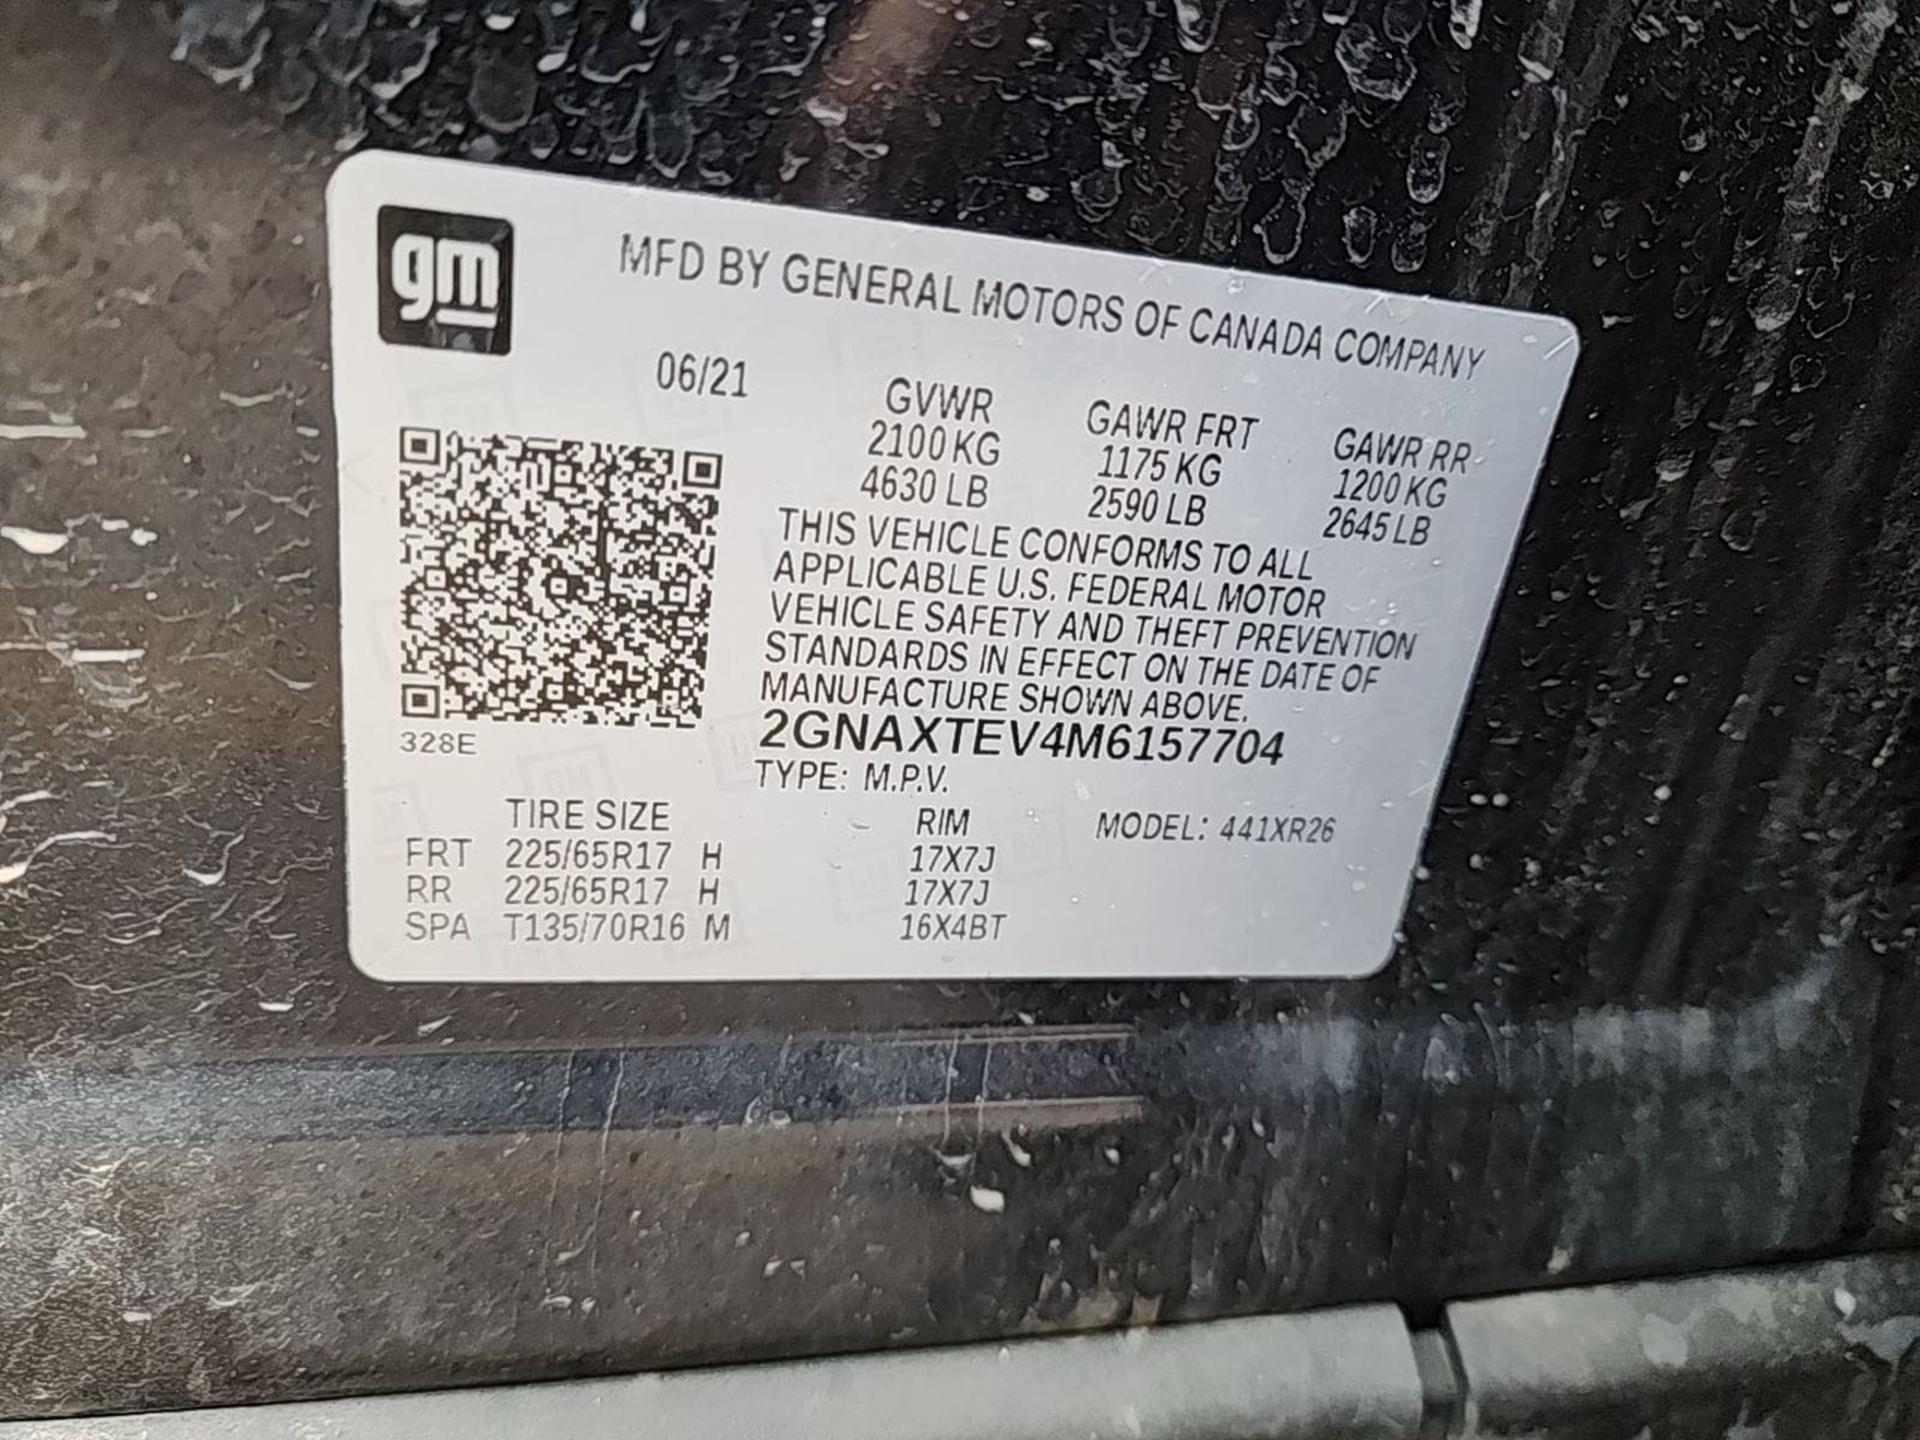 gm
MFD BY GENERAL MOTORS OF CANADA COMPANY
06/21
GVWR GAWR FRT GAWR RR
2100 KG 1175 KG 1200 KG
4630 LB 2590 LB 2645 LB
THIS VEHICLE CONFORMS TO ALL
APPLICABLE U.S. FEDERAL MOTOR
VEHICLE SAFETY AND THEFT PREVENTION
STANDARDS IN EFFECT ON THE DATE OF
MANUFACTURE SHOWN ABOVE.
2GNAXTEV4M6157704
328E
TYPE: M.P.V.
TIRE SIZE RIM MODEL: 441XR26
FRT 225/65R17 H 17X7J
RR 225/65R17 H 17X7J
SPA T135/70R16 M 16X4BT